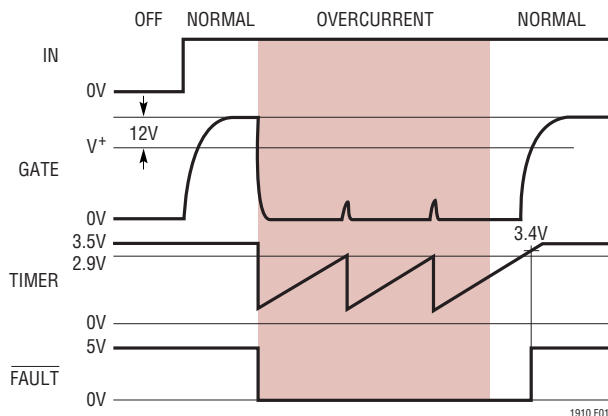 OFF NORMAL OVERCURRENT NORMAL
IN
0V
12V
V+
GATE
0V
3.5V
3.4V
2.9V
TIMER
0V
5V
FAULT
0V
1910 F01